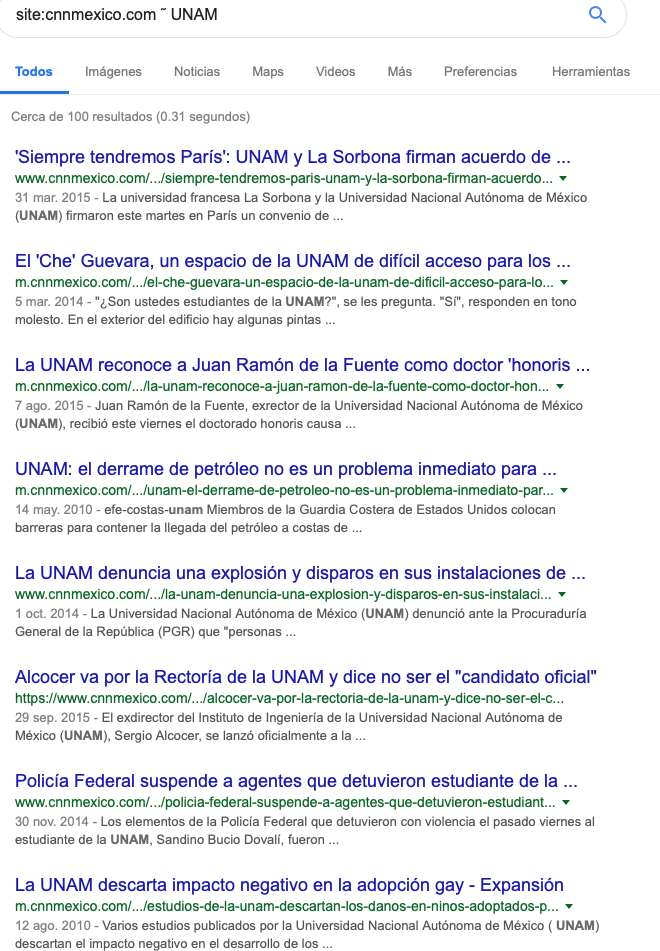 site:cnnmexico.com ˜ UNAM
Todos Imágenes Noticias Maps Videos Más Preferencias Herramientas
Cerca de 100 resultados (0.31 segundos)
'Siempre tendremos París': UNAM y La Sorbona firman acuerdo de ...
www.cnnmexico.com/.../siempre-tendremos-paris-unam-y-la-sorbona-firman-acuerdo...
31 mar. 2015 - La universidad francesa La Sorbona y la Universidad Nacional Autónoma de México
(UNAM) firmaron este martes en París un convenio de ...
El 'Che' Guevara, un espacio de la UNAM de difícil acceso para los ...
m.cnnmexico.com/.../el-che-guevara-un-espacio-de-la-unam-de-dificil-acceso-para-lo...
5 mar. 2014 - "¿Son ustedes estudiantes de la UNAM?", se les pregunta. "Sí", responden en tono
molesto. En el exterior del edificio hay algunas pintas ...
La UNAM reconoce a Juan Ramón de la Fuente como doctor 'honoris ...
m.cnnmexico.com/.../la-unam-reconoce-a-juan-ramon-de-la-fuente-como-doctor-hon...
7 ago. 2015 - Juan Ramón de la Fuente, exrector de la Universidad Nacional Autónoma de México
(UNAM), recibió este viernes el doctorado honoris causa ...
UNAM: el derrame de petróleo no es un problema inmediato para ...
m.cnnmexico.com/.../unam-el-derrame-de-petroleo-no-es-un-problema-inmediato-par...
14 may. 2010 - efe-costas-unam Miembros de la Guardia Costera de Estados Unidos colocan
barreras para contener la llegada del petróleo a costas de ...
La UNAM denuncia una explosión y disparos en sus instalaciones de ...
www.cnnmexico.com/.../la-unam-denuncia-una-explosion-y-disparos-en-sus-instalaci...
1 oct. 2014 - La Universidad Nacional Autónoma de México (UNAM) denunció ante la Procuraduría
General de la República (PGR) que "personas ...
Alcocer va por la Rectoría de la UNAM y dice no ser el "candidato oficial"
https://www.cnnmexico.com/.../alcocer-va-por-la-rectoria-de-la-unam-y-dice-no-ser-el-c...
29 sep. 2015 - El exdirector del Instituto de Ingeniería de la Universidad Nacional Autónoma de
México (UNAM), Sergio Alcocer, se lanzó oficialmente a la ...
Policía Federal suspende a agentes que detuvieron estudiante de la ...
www.cnnmexico.com/.../policia-federal-suspende-a-agentes-que-detuvieron-estudiant...
30 nov. 2014 - Los elementos de la Policía Federal que detuvieron con violencia el pasado viernes al
estudiante de la UNAM, Sandino Bucio Dovalí, fueron ...
La UNAM descarta impacto negativo en la adopción gay - Expansión
m.cnnmexico.com/.../estudios-de-la-unam-descartan-los-danos-en-ninos-adoptados-p...
12 ago. 2010 - Varios estudios publicados por la Universidad Nacional Autónoma de México ( UNAM)
descartan el impacto negativo en el desarrollo de los ...